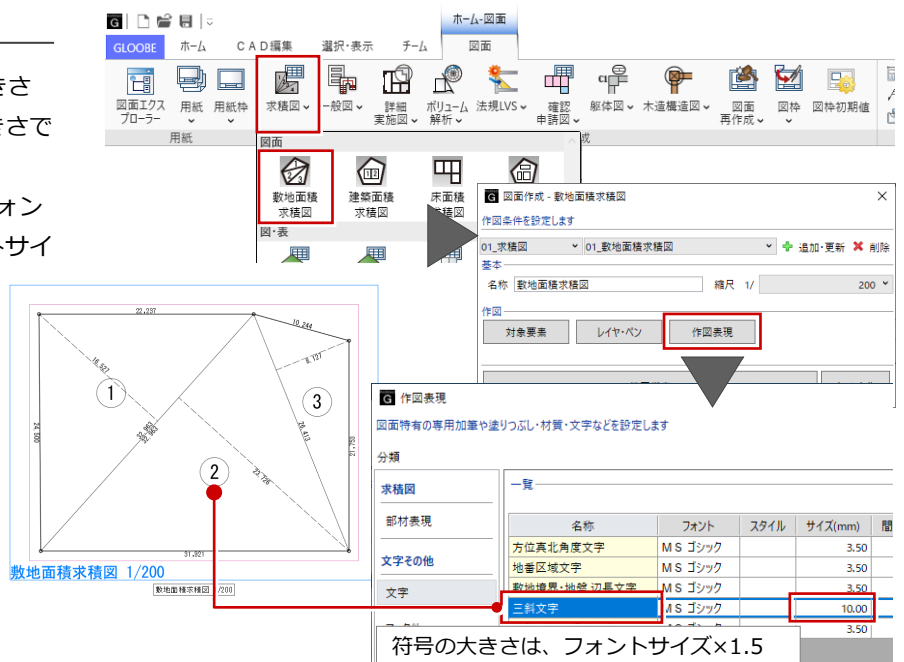 きさ
きさで
ォン
トサイ
ホーム-図面
GLOOBE ホーム CAD編集 選択・表示 チーム 図面
図面エクス
プローラー
用紙
用紙枠
求積図
一般図
詳細
実施図
ボリューム
解析
法規LVS
確認
申請図
躯体図
木造構造図
図面
再作成
図枠
図枠初期値
用紙
成
図面
敷地面積
求積図
建築面積
求積図
床面積
求積図
図・表
G 図面作成 - 敷地面積求積図 ×
作図条件を設定します
01_求積図 01_敷地面積求積図 追加・更新 削除
基本
名称 敷地面積求積図 縮尺 1/ 200
作図
対象要素 レイヤ・ペン 作図表現
22.237
10.244
16.527
8.127
1
3
24.500
22.963
22.963
26.413
21.753
2
23.726
31.921
敷地面積求積図 1/200
敷地面積求積図 1/200
G 作図表現
図面特有の専用加筆や塗りつぶし・材質・文字などを設定します
分類
求積図
部材表現
文字その他
文字
一覧
名称 フォント スタイル サイズ(mm) 間
方位真北角度文字 ＭＳ ゴシック 3.50
地番区域文字 ＭＳ ゴシック 3.50
敷地境界・地盤 辺長文字 ＭＳ ゴシック 3.50
三斜文字 ＭＳ ゴシック 10.00
3.50
符号の大きさは、フォントサイズ×1.5